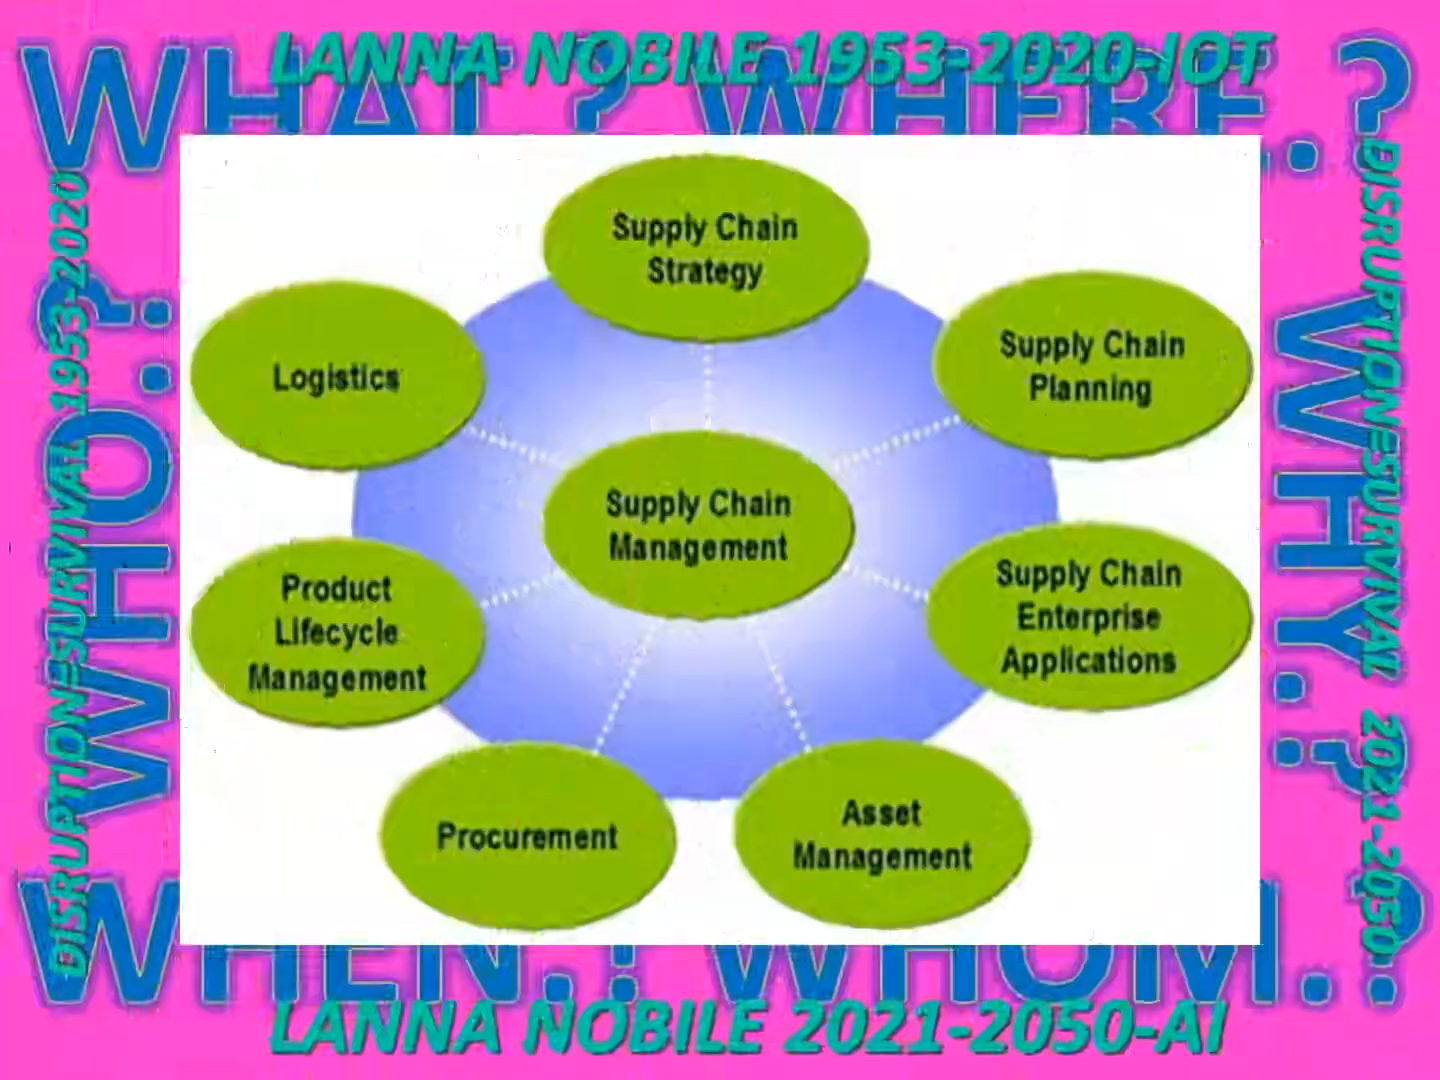 LANNA NOBILE 1953-2020-IOT
WHAT ? WHERE. ?
Supply Chain
Strategy
Supply Chain
Planning
Logistics
Supply Chain
Management
Supply Chain
Enterprise
Applications
Product
Lifecycle
Management
Procurement
Asset
Management
WHO..?
DISRUPTION=SURVIVAL 1953-2020
WHY..?
DISRUPTION=SURVIVAL 2021-2050
WHEN.? WHOM..?
LANNA NOBILE 2021-2050-AI